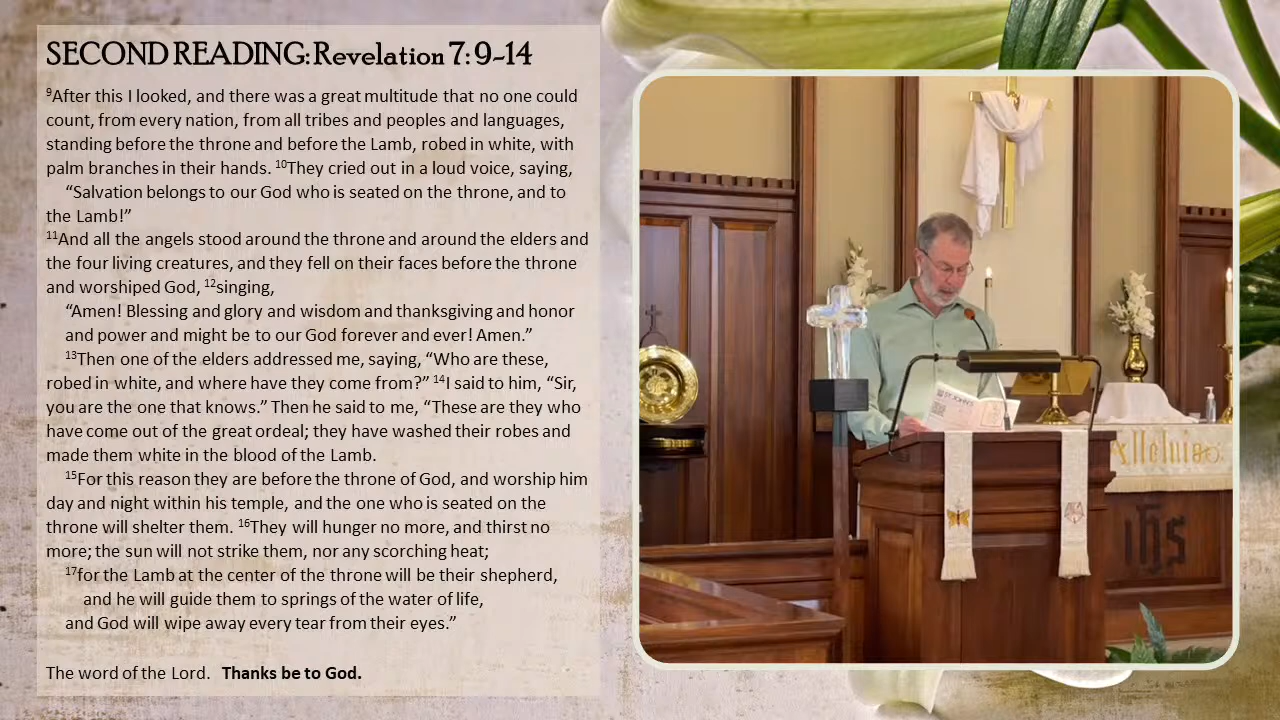 SECOND READING: Revelation 7: 9-14
⁹After this I looked, and there was a great multitude that no one could
count, from every nation, from all tribes and peoples and languages,
standing before the throne and before the Lamb, robed in white, with
palm branches in their hands. ¹⁰They cried out in a loud voice, saying,
“Salvation belongs to our God who is seated on the throne, and to
the Lamb!”
¹¹And all the angels stood around the throne and around the elders and
the four living creatures, and they fell on their faces before the throne
and worshiped God, ¹²singing,
“Amen! Blessing and glory and wisdom and thanksgiving and honor
and power and might be to our God forever and ever! Amen.”
¹³Then one of the elders addressed me, saying, “Who are these,
robed in white, and where have they come from?” ¹⁴I said to him, “Sir,
you are the one that knows.” Then he said to me, “These are they who
have come out of the great ordeal; they have washed their robes and
made them white in the blood of the Lamb.
¹⁵For this reason they are before the throne of God, and worship him
day and night within his temple, and the one who is seated on the
throne will shelter them. ¹⁶They will hunger no more, and thirst no
more; the sun will not strike them, nor any scorching heat;
¹⁷for the Lamb at the center of the throne will be their shepherd,
and he will guide them to springs of the water of life,
and God will wipe away every tear from their eyes.”
The word of the Lord. Thanks be to God.
ST. JOHN'S
Alleluia
ihs